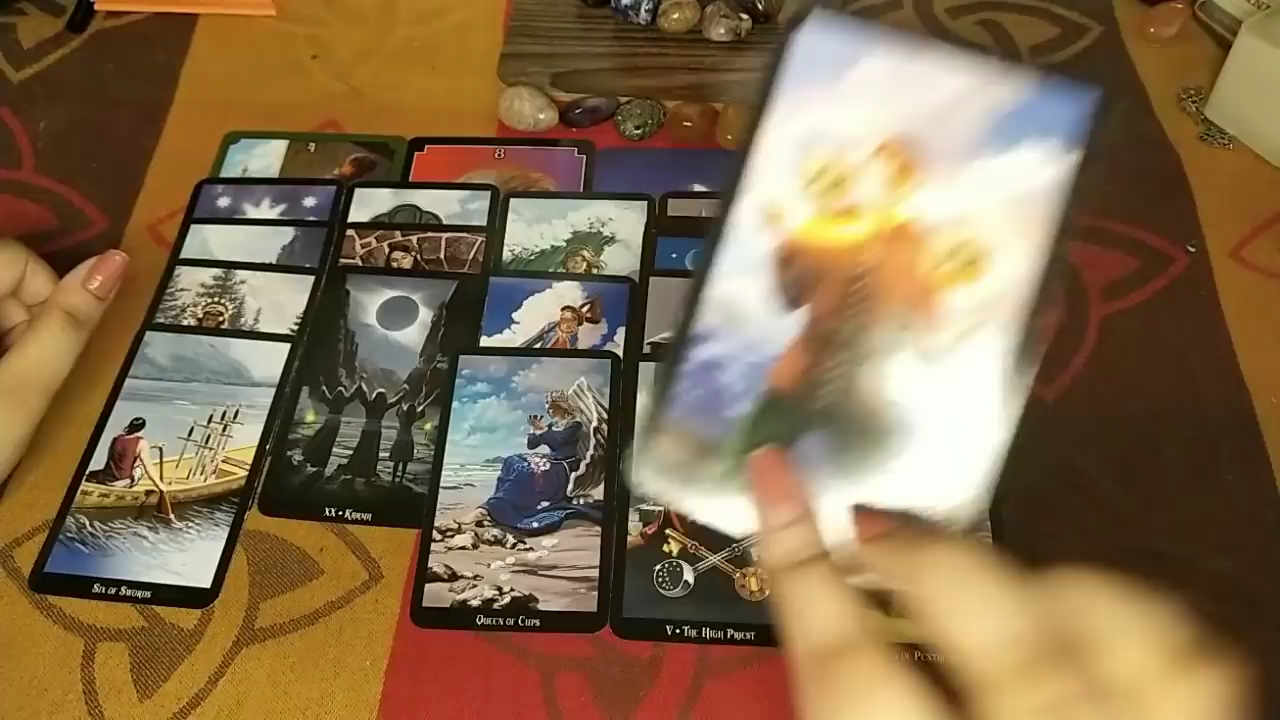 8
Six of Swords
XX • Karma
Queen of Cups
V • The High Priest